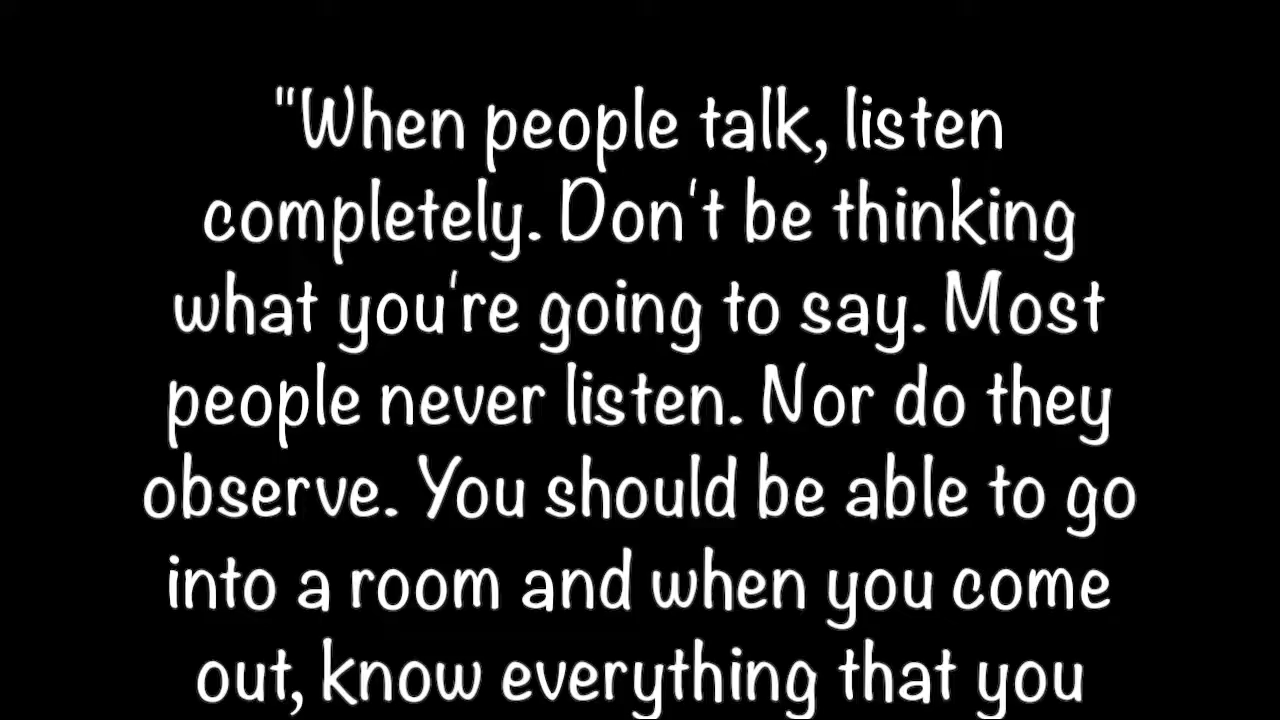 "When people talk, listen
completely. Don't be thinking
what you're going to say. Most
people never listen. Nor do they
observe. You should be able to go
into a room and when you come
out, know everything that you